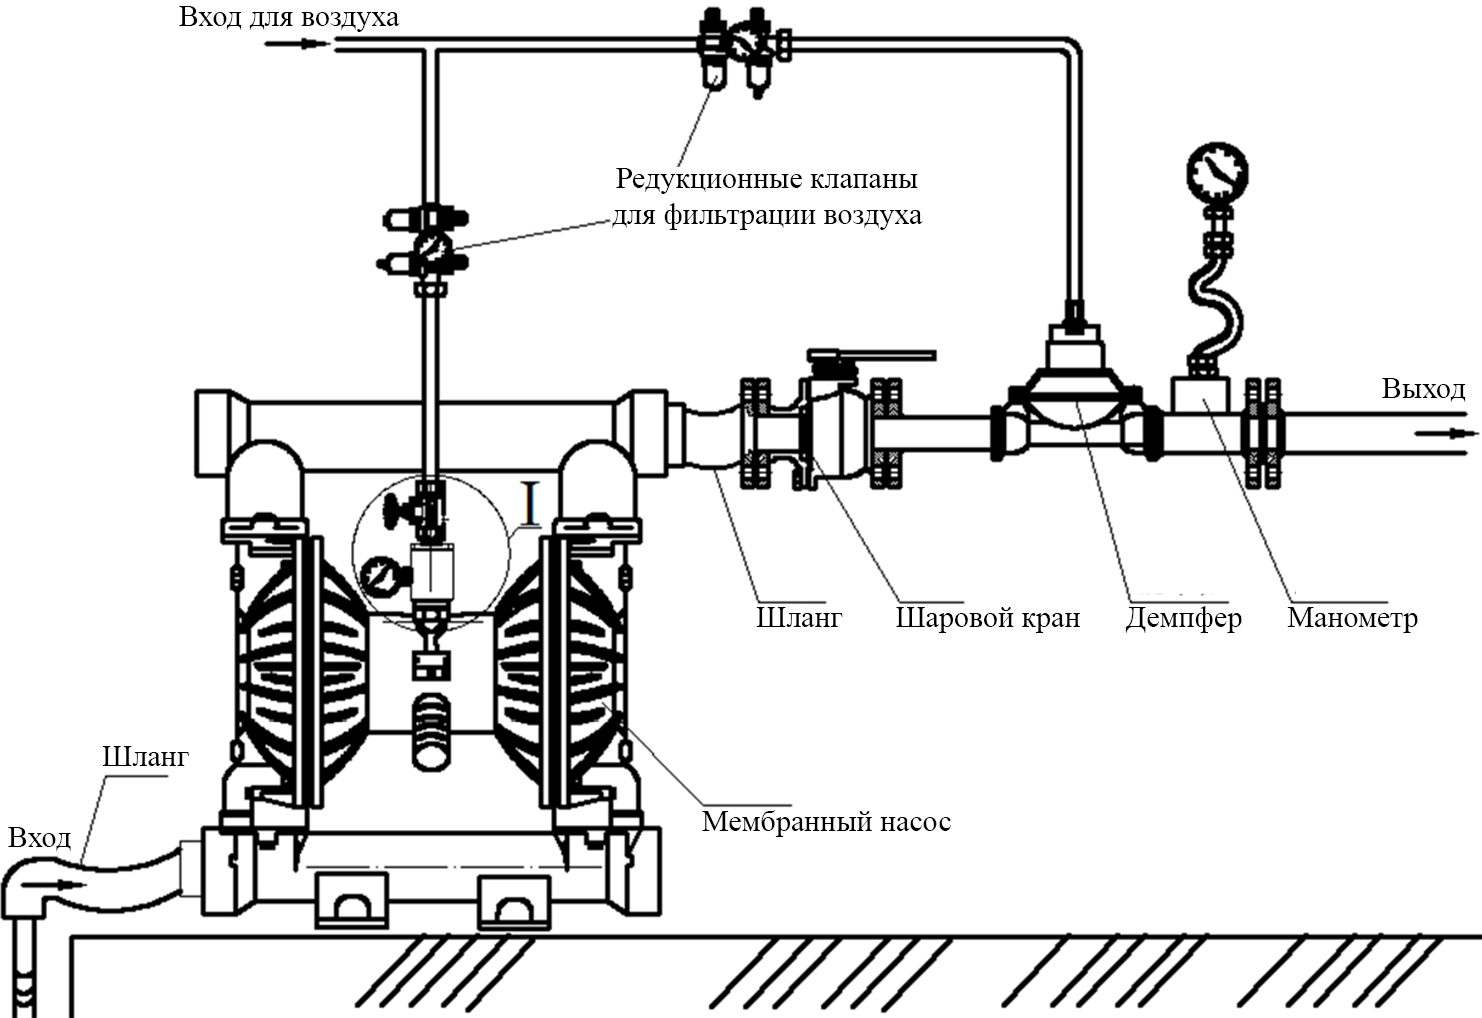 Вход для воздуха
Редукционные клапаны
для фильтрации воздуха
Выход
I
Шланг
Шаровой кран
Демпфер
Манометр
Шланг
Мембранный насос
Вход